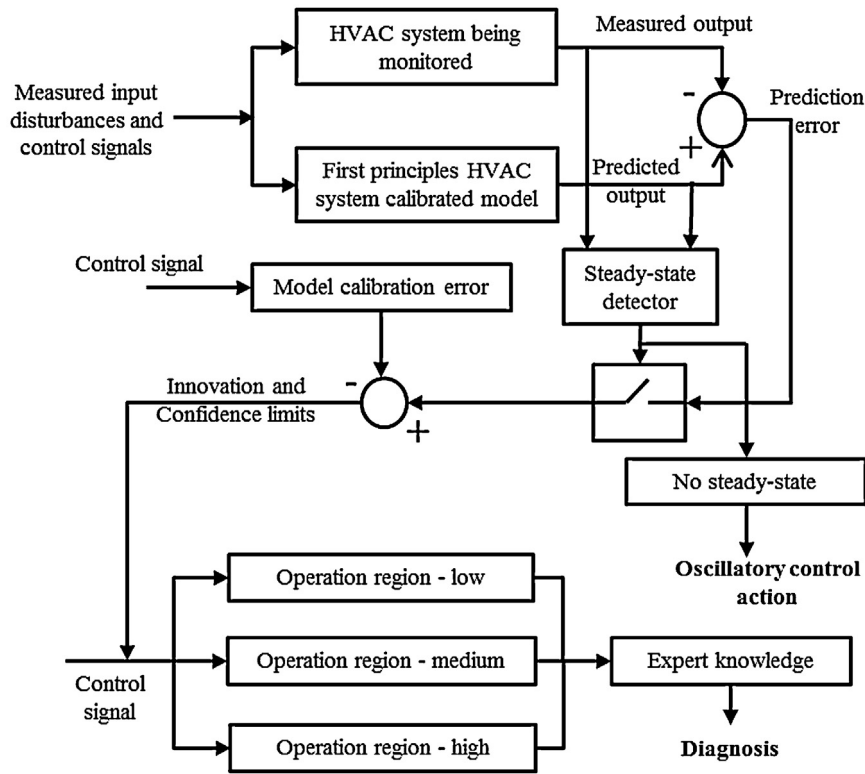 HVAC system being
monitored
Measured output
Measured input
disturbances and
control signals
-
Prediction
error
+
First principles HVAC
system calibrated model
Predicted
output
Control signal
Model calibration error
Steady-state
detector
Innovation and
Confidence limits
-
+
No steady-state
Oscillatory control
action
Operation region - low
Control
signal
Operation region - medium
Expert knowledge
Operation region - high
Diagnosis